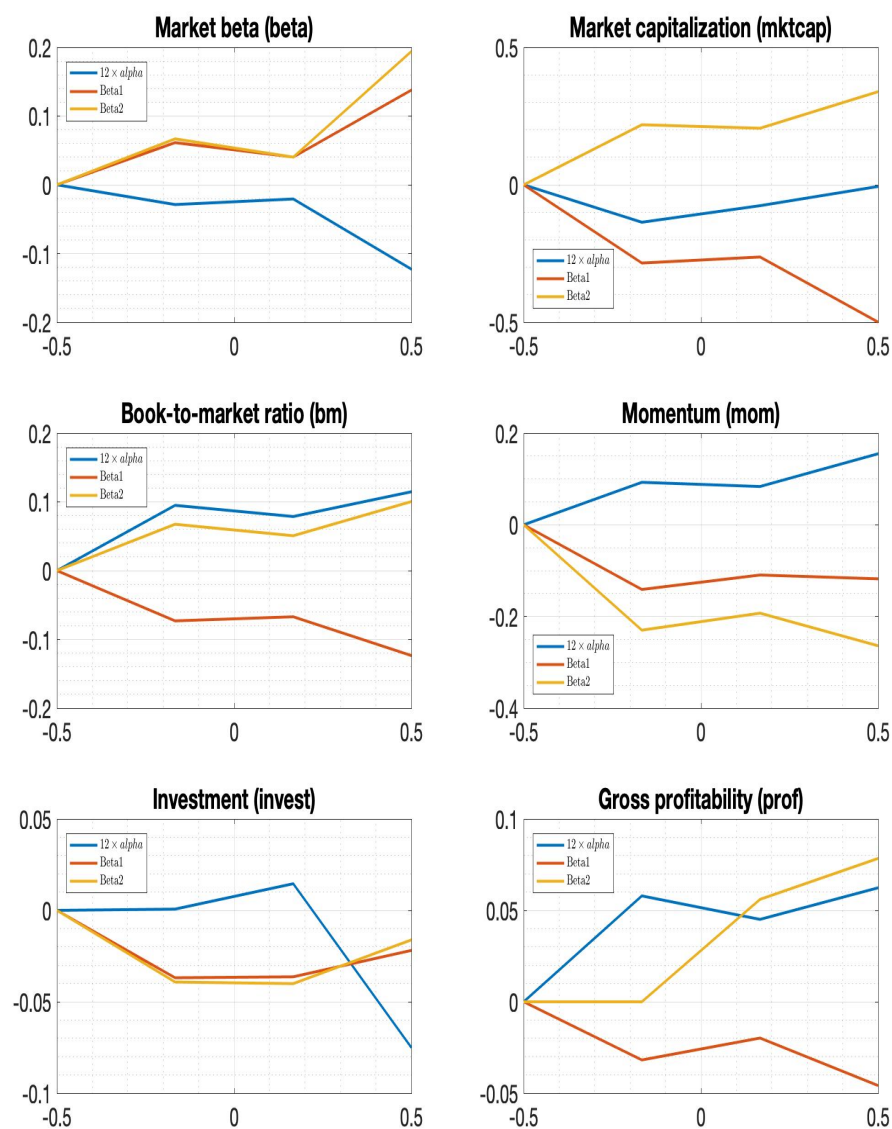 Market beta (beta)
0.2
0.1
0
-0.1
-0.2
12 × alpha
Beta1
Beta2
-0.5 0 0.5
Market capitalization (mktcap)
0.5
0
-0.5
12 × alpha
Beta1
Beta2
-0.5 0 0.5
Book-to-market ratio (bm)
0.2
0.1
0
-0.1
-0.2
12 × alpha
Beta1
Beta2
-0.5 0 0.5
Momentum (mom)
0.2
0
-0.2
-0.4
12 × alpha
Beta1
Beta2
-0.5 0 0.5
Investment (invest)
0.05
0
-0.05
-0.1
12 × alpha
Beta1
Beta2
-0.5 0 0.5
Gross profitability (prof)
0.1
0.05
0
-0.05
12 × alpha
Beta1
Beta2
-0.5 0 0.5